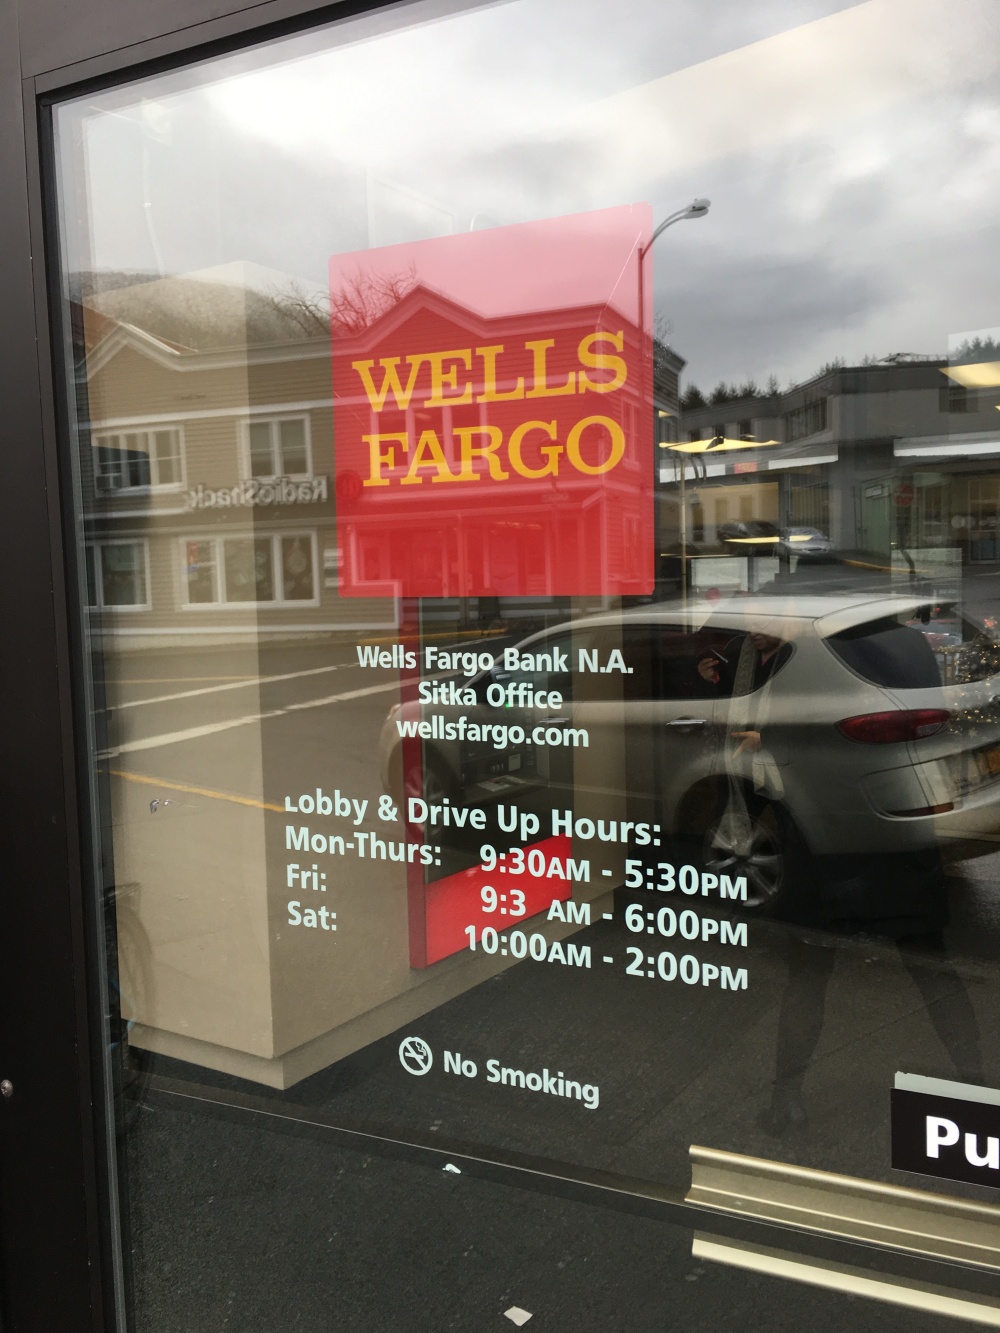 WELLS
FARGO
RadioShack
Wells Fargo Bank N.A.
Sitka Office
wellsfargo.com
Lobby & Drive Up Hours:
Mon-Thurs: 9:30AM - 5:30PM
Fri: 9:3 AM - 6:00PM
Sat: 10:00AM - 2:00PM
No Smoking
Pu